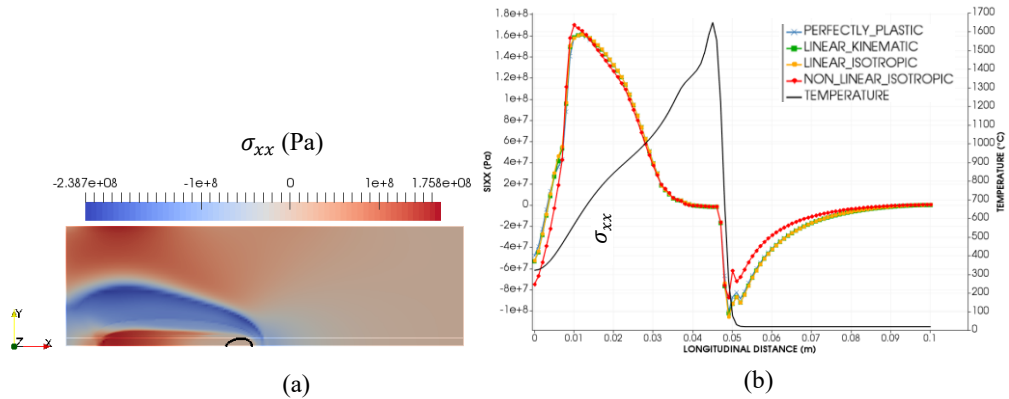 σxx (Pa)
-2.387e+08 -1e+8 0 1e+8 1.758e+08
Y
Z X
(a)
1.8e+8
1.6e+8
1.4e+8
1.2e+8
1e+8
8e+7
6e+7
4e+7
2e+7
0
-2e+7
-4e+7
-6e+7
-8e+7
-1e+8
SIXX (Pa)
σxx
PERFECTLY_PLASTIC
LINEAR_KINEMATIC
LINEAR_ISOTROPIC
NON_LINEAR_ISOTROPIC
TEMPERATURE
1700
1600
1500
1400
1300
1200
1100
1000
900
800
700
600
500
400
300
200
100
0
TEMPERATURE (°C)
0 0.01 0.02 0.03 0.04 0.05 0.06 0.07 0.08 0.09 0.1
LONGITUDINAL DISTANCE (m)
(b)